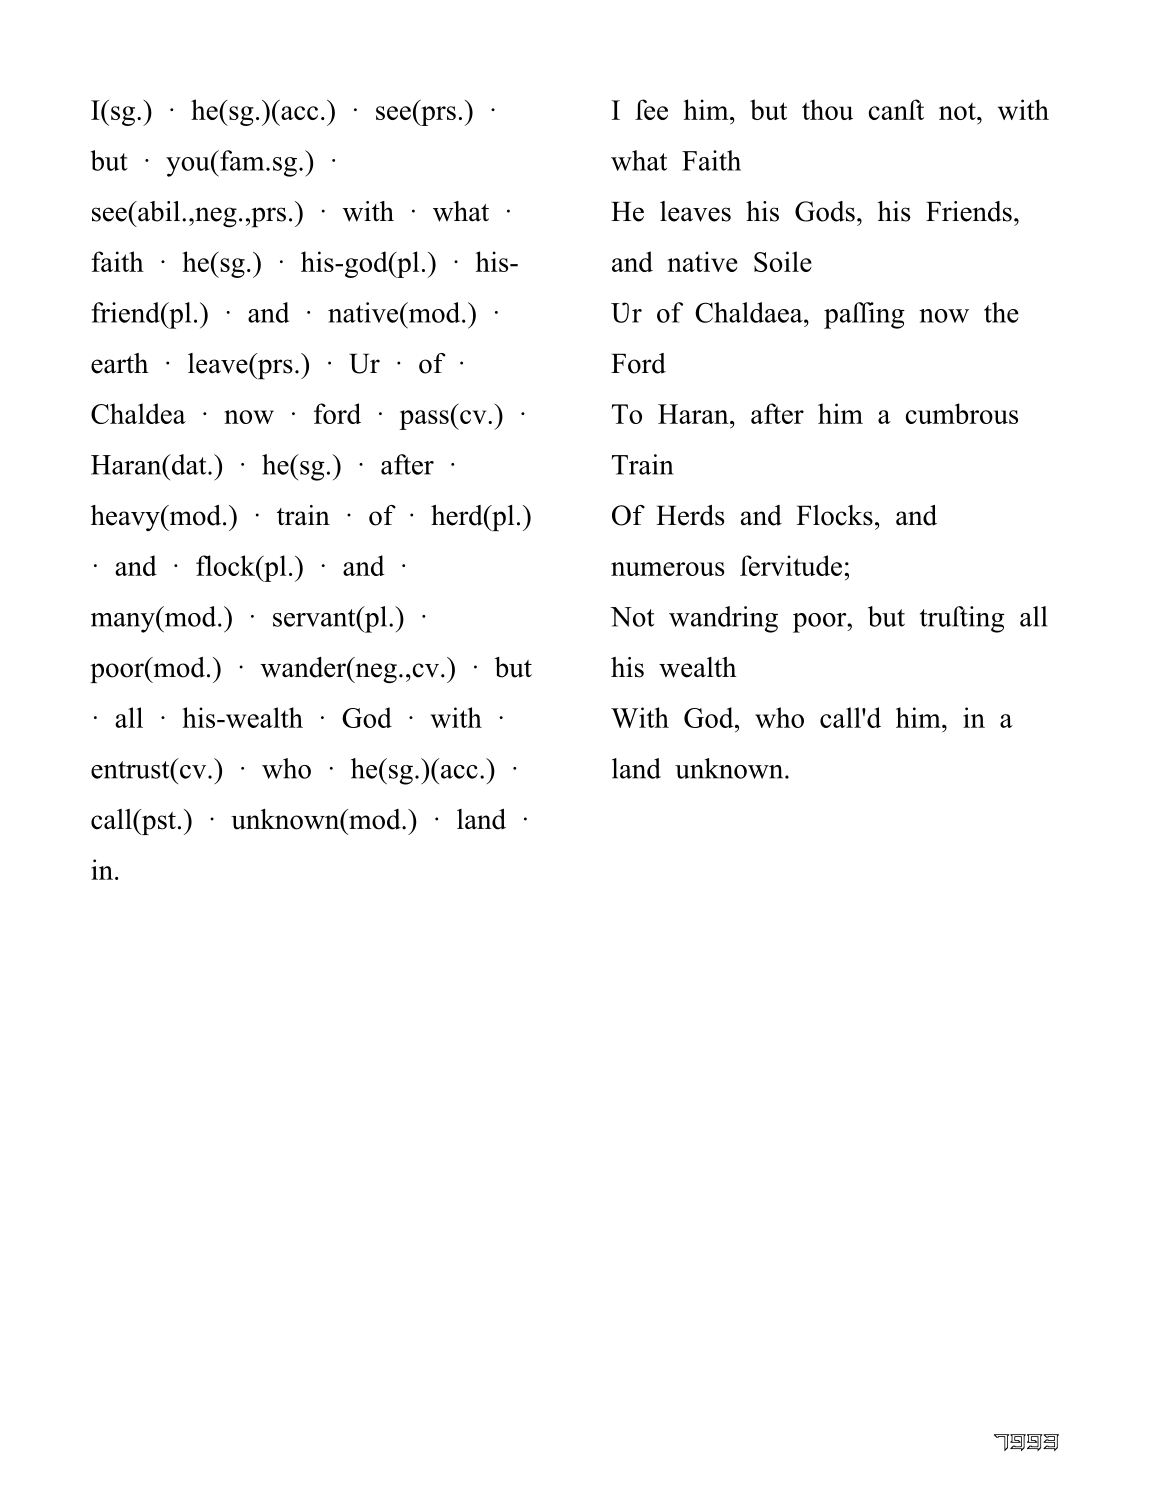 I(sg.) · he(sg.)(acc.) · see(prs.) ·
but · you(fam.sg.) ·
see(abil.,neg.,prs.) · with · what ·
faith · he(sg.) · his-god(pl.) · his-
friend(pl.) · and · native(mod.) ·
earth · leave(prs.) · Ur · of ·
Chaldea · now · ford · pass(cv.) ·
Haran(dat.) · he(sg.) · after ·
heavy(mod.) · train · of · herd(pl.)
· and · flock(pl.) · and ·
many(mod.) · servant(pl.) ·
poor(mod.) · wander(neg.,cv.) · but
· all · his-wealth · God · with ·
entrust(cv.) · who · he(sg.)(acc.) ·
call(pst.) · unknown(mod.) · land ·
in.
I ſee him, but thou canſt not, with
what Faith
He leaves his Gods, his Friends,
and native Soile
Ur of Chaldaea, paſſing now the
Ford
To Haran, after him a cumbrous
Train
Of Herds and Flocks, and
numerous ſervitude;
Not wandring poor, but truſting all
his wealth
With God, who call'd him, in a
land unknown.